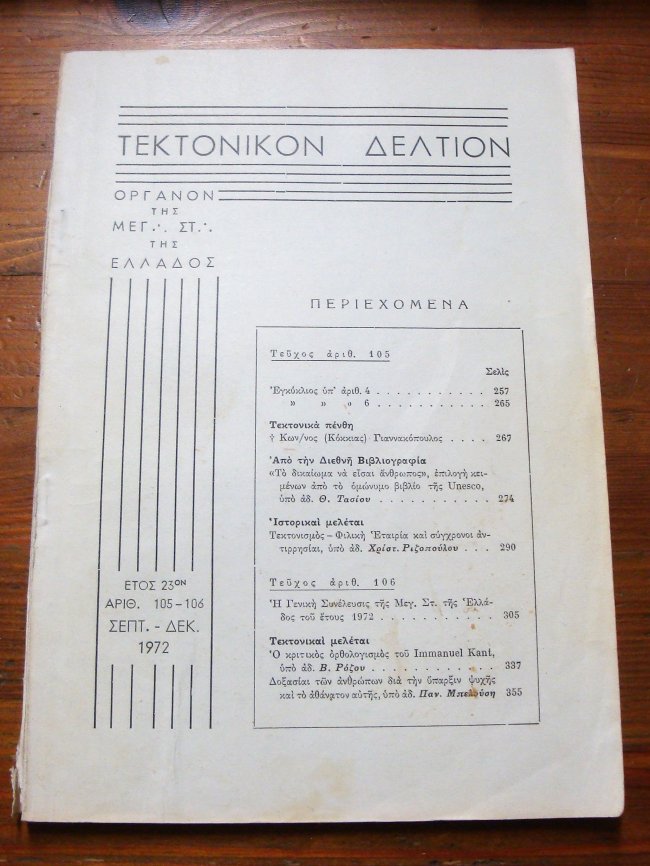 ΤΕΚΤΟΝΙΚΟΝ ΔΕΛΤΙΟΝ
ΟΡΓΑΝΟΝ
ΤΗΣ
ΜΕΓ∴ ΣΤ∴
ΤΗΣ
ΕΛΛΑΔΟΣ
ΕΤΟΣ 23ΟΝ
ΑΡΙΘ. 105-106
ΣΕΠΤ. - ΔΕΚ.
1972
ΠΕΡΙΕΧΟΜΕΝΑ
Τεῦχος ἀριθ. 105
Σελὶς
Ἐγκύκλιος ὑπ' ἀριθ. 4 . . . . . . . . . . . 257
» » » 6 . . . . . . . . . . . 265
Τεκτονικὰ πένθη
† Κων/νος (Κόκκιας) Γιαννακόπουλος . . . . 267
Ἀπὸ τὴν Διεθνῆ Βιβλιογραφία
«Τὸ δικαίωμα νὰ εἶσαι ἄνθρωπος», ἐπιλογὴ κει-
μένων ἀπὸ τὸ ὁμώνυμο βιβλίο τῆς Unesco,
ὑπὸ ἀδ. Θ. Τασίου . . . . . . . . . . . 274
Ἱστορικαὶ μελέται
Τεκτονισμὸς - Φιλικὴ Ἑταιρία καὶ σύγχρονοι ἀν-
τιρρησίαι, ὑπὸ ἀδ. Χρίστ. Ριζοπούλου . . . 290
Τεῦχος ἀριθ. 106
Ἡ Γενικὴ Συνέλευσις τῆς Μεγ. Στ. τῆς Ἑλλά-
δος τοῦ ἔτους 1972 . . . . . . . . . . . 305
Τεκτονικαὶ μελέται
Ὁ κριτικὸς ὀρθολογισμὸς τοῦ Immanuel Kant,
ὑπὸ ἀδ. Β. Ρόζου . . . . . . . . . . . 337
Δοξασίαι τῶν ἀνθρώπων διὰ τὴν ὕπαρξιν ψυχῆς
καὶ τὸ ἀθάνατον αὐτῆς, ὑπὸ ἀδ. Παν. Μπελούση 355